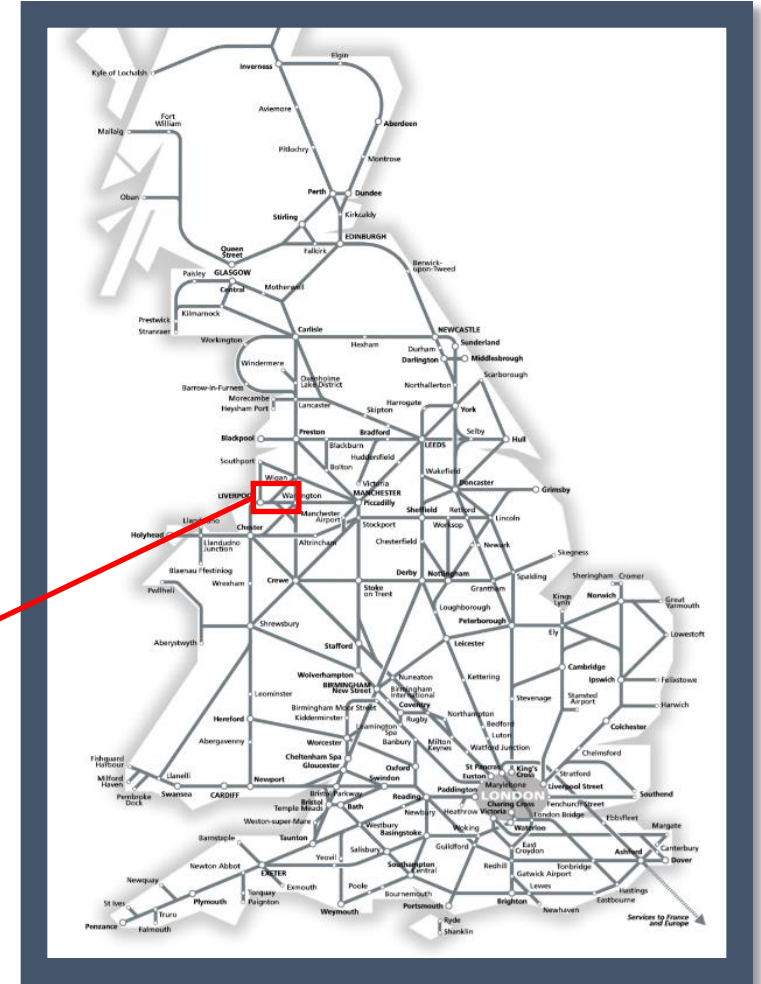 Elgin
Inverness
Kyle of Lochalsh
Aviemore
Fort
William
Mallaig
Aberdeen
Pitlochry
Montrose
Perth
Dundee
Oban
Kirkcaldy
Stirling
EDINBURGH
Queen
Street
Falkirk
Berwick-
upon-Tweed
Paisley
GLASGOW
Central
Motherwell
Kilmarnock
Prestwick
Stranraer
Carlisle
NEWCASTLE
Workington
Hexham
Sunderland
Durham
Darlington
Middlesbrough
Windermere
Oxenholme
Lake District
Scarborough
Barrow-in-Furness
Northallerton
Morecambe
Heysham Port
Lancaster
Harrogate
York
Skipton
Blackpool
Preston
Bradford
Selby
Hull
Blackburn
LEEDS
Huddersfield
Southport
Bolton
Wakefield
Wigan
Victoria
Doncaster
Grimsby
LIVERPOO
Warrington
MANCHESTER
Piccadilly
Manchester
Airport
Sheffield
Retford
Lincoln
Llandudno
Chester
Stockport
Worksop
Holyhead
Llandudno
Junction
Altrincham
Chesterfield
Newark
Skegness
Blaenau Ffestiniog
Derby
Nottingham
Spalding
Sheringham
Cromer
Pwllheli
Wrexham
Crewe
Stoke
on Trent
Grantham
Kings
Lynn
Norwich
Great
Yarmouth
Loughborough
Peterborough
Shrewsbury
Ely
Lowestoft
Aberystwyth
Stafford
Leicester
Wolverhampton
Nuneaton
Kettering
Cambridge
BIRMINGHAM
New Street
Birmingham
International
Ipswich
Felixstowe
Leominster
Stevenage
Stansted
Airport
Birmingham Moor Street
Coventry
Harwich
Kidderminster
Rugby
Northampton
Hereford
Leamington
Spa
Bedford
Colchester
Worcester
Banbury
Milton
Keynes
Luton
Abergavenny
Watford Junction
Chelmsford
Cheltenham Spa
Gloucester
Oxford
St Pancras
King's
Cross
Fishguard
Harbour
Euston
Stratford
Milford
Haven
Llanelli
Newport
Swindon
Marylebone
Liverpool Street
Pembroke
Dock
Swansea
CARDIFF
Bristol Parkway
Reading
Paddington
LONDON
Southend
Bristol
Temple Meads
Bath
Newbury
Heathrow
Victoria
Charing Cross
Fenchurch Street
London Bridge
Ebbsfleet
Weston-super-Mare
Westbury
Basingstoke
Woking
Waterloo
Margate
Barnstaple
Taunton
Salisbury
Guildford
East
Croydon
Canterbury
Newton Abbot
Yeovil
Southampton
Central
Redhill
Tonbridge
Ashford
Dover
Newquay
EXETER
Gatwick Airport
Exmouth
Poole
Lewes
Hastings
St Ives
Plymouth
Torquay
Paignton
Bournemouth
Eastbourne
Truro
Weymouth
Portsmouth
Brighton
Newhaven
Penzance
Falmouth
Ryde
Shanklin
Services to France
and Europe